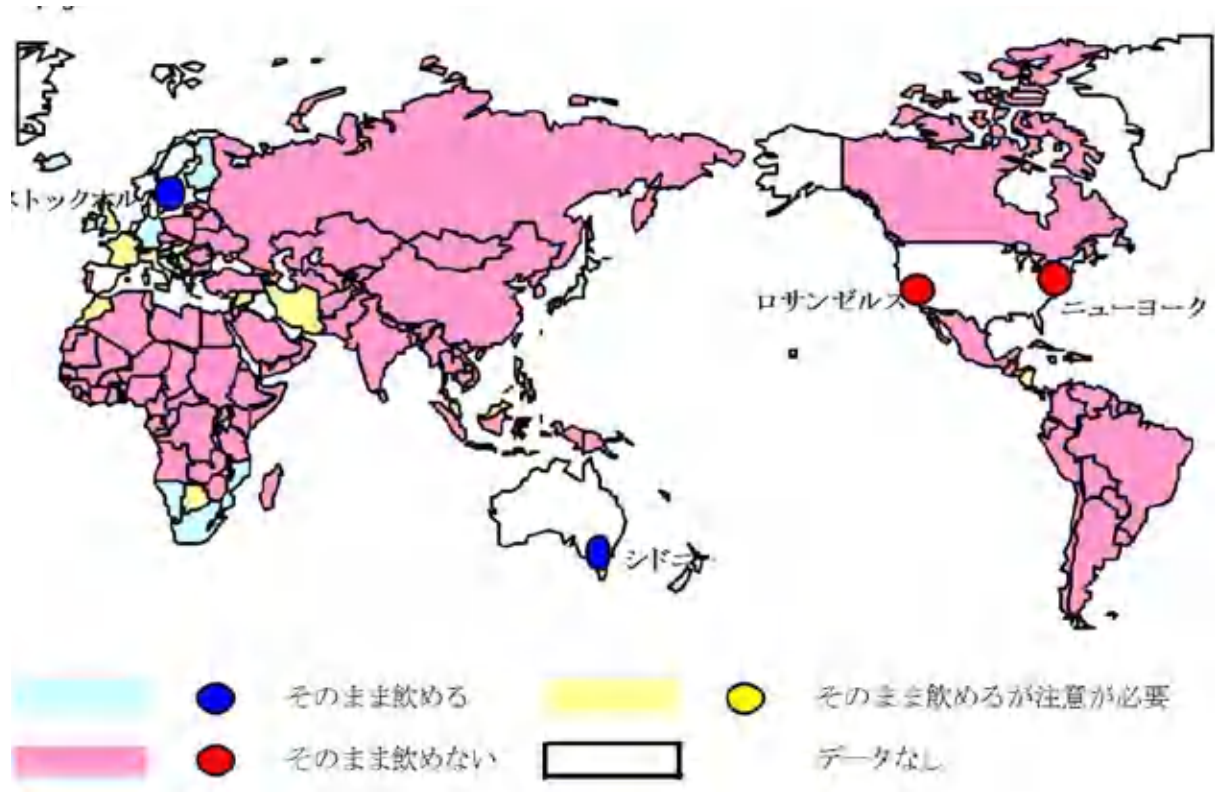 ストックホル
ロサンゼルス
ニューヨーク
シドニー
そのまま飲める
そのまま飲めるが注意が必要
そのまま飲めない
データなし